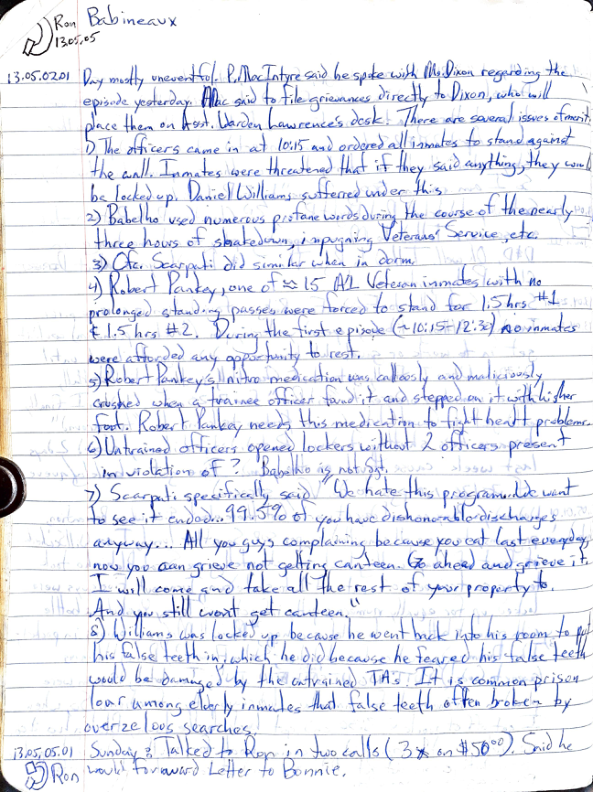 Ron Babineaux
13.05.05
13.05.0201 Day mostly uneventful. P. MacIntyre said he spoke with Ms. Dixon regarding the
episode yesterday. Mac said to file grievances directly to Dixon, who will
place them on Asst. Warden Lawrence's desk. There are several issues of merit.
1) The officers came in at 10:15 and ordered all inmates to stand against
the wall. Inmates were threatened that if they said anything, they would
be locked up. Daniel Williams sufferred under this.
2) Babelho used numerous profane words during the course of the nearly
three hours of shakedown, impugning Veterans' Service, etc.
3) Ofcr. Scarpati did similar when in dorm.
4) Robert Pankey, one of ≈ 15 A1 Veteran inmates with no
prolonged standing passes were forced to stand for 1.5 hrs. #1
& 1.5 hrs. #2. During the first episode (~10:15-12:30) no inmates
were afforded any opportunity to rest.
5) Robert Pankey's nitro medication was callously and maliciously
crushed when a trainee officer found it and stepped on it with his/her
foot. Robert Pankey needs this medication to fight heart problems.
6) Untrained officers opened lockers without 2 officers present
in violation of ? Babelho is not Sgt.
7) Scarpati specifically said "We hate this program. We want
to see it ended... 99.5% of you have dishonorable discharges
anyway... All you guys complaining because you eat last everyday,
now you can grieve not getting canteen. Go ahead and grieve it.
I will come and take all the rest of your property to.
And you still won't get canteen."
8) Williams was locked up because he went back into his room to put
his false teeth in, which he did because he feared his false teeth
would be damaged by the untrained TA's. It is common prison
lour among elderly inmates that false teeth often broken by
overzelous searches.
13.05.05.01 Sunday: Talked to Ron in two calls (3x on $50⁰⁰). Said he
Ron would forward Letter to Bonnie.